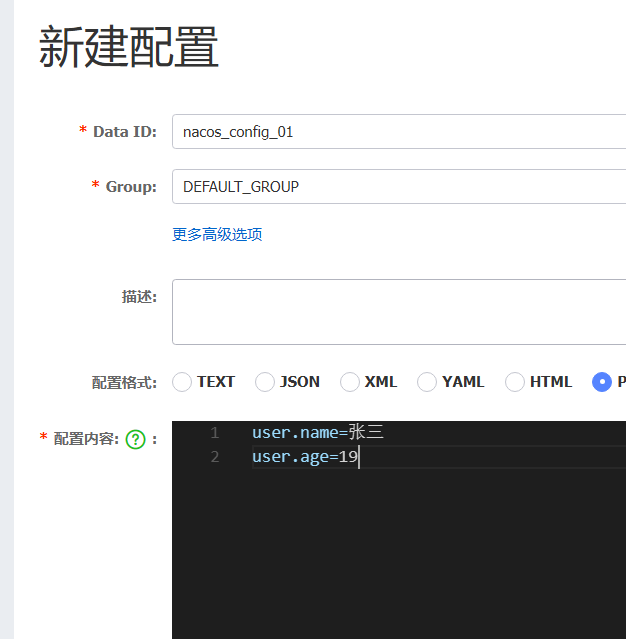 新建配置
* Data ID: nacos_config_01
* Group: DEFAULT_GROUP
更多高级选项
描述:
配置格式: TEXT JSON XML YAML HTML P
* 配置内容: ? :
1 user.name=张三
2 user.age=19